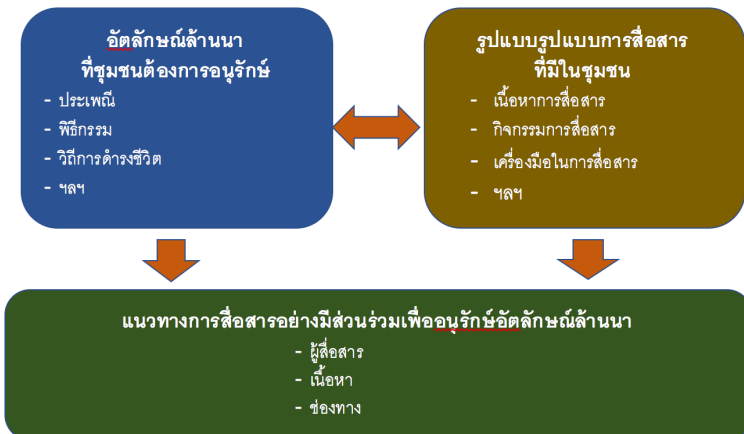 อัตลักษณ์ล้านนา
ที่ชุมชนต้องการอนุรักษ์
- ประเพณี
- พิธีกรรม
- วิถีการดำรงชีวิต
- ฯลฯ
รูปแบบรูปแบบการสื่อสาร
ที่มีในชุมชน
- เนื้อหาการสื่อสาร
- กิจกรรมการสื่อสาร
- เครื่องมือในการสื่อสาร
- ฯลฯ
แนวทางการสื่อสารอย่างมีส่วนร่วมเพื่ออนุรักษ์อัตลักษณ์ล้านนา
- ผู้สื่อสาร
- เนื้อหา
- ช่องทาง